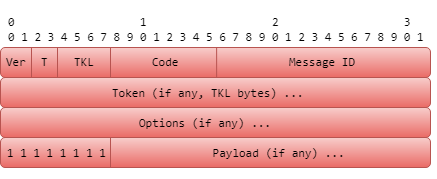 0 1 2 3
0 1 2 3 4 5 6 7 8 9 0 1 2 3 4 5 6 7 8 9 0 1 2 3 4 5 6 7 8 9 0 1
Ver T TKL Code Message ID
Token (if any, TKL bytes) ...
Options (if any) ...
1 1 1 1 1 1 1 1 Payload (if any) ...